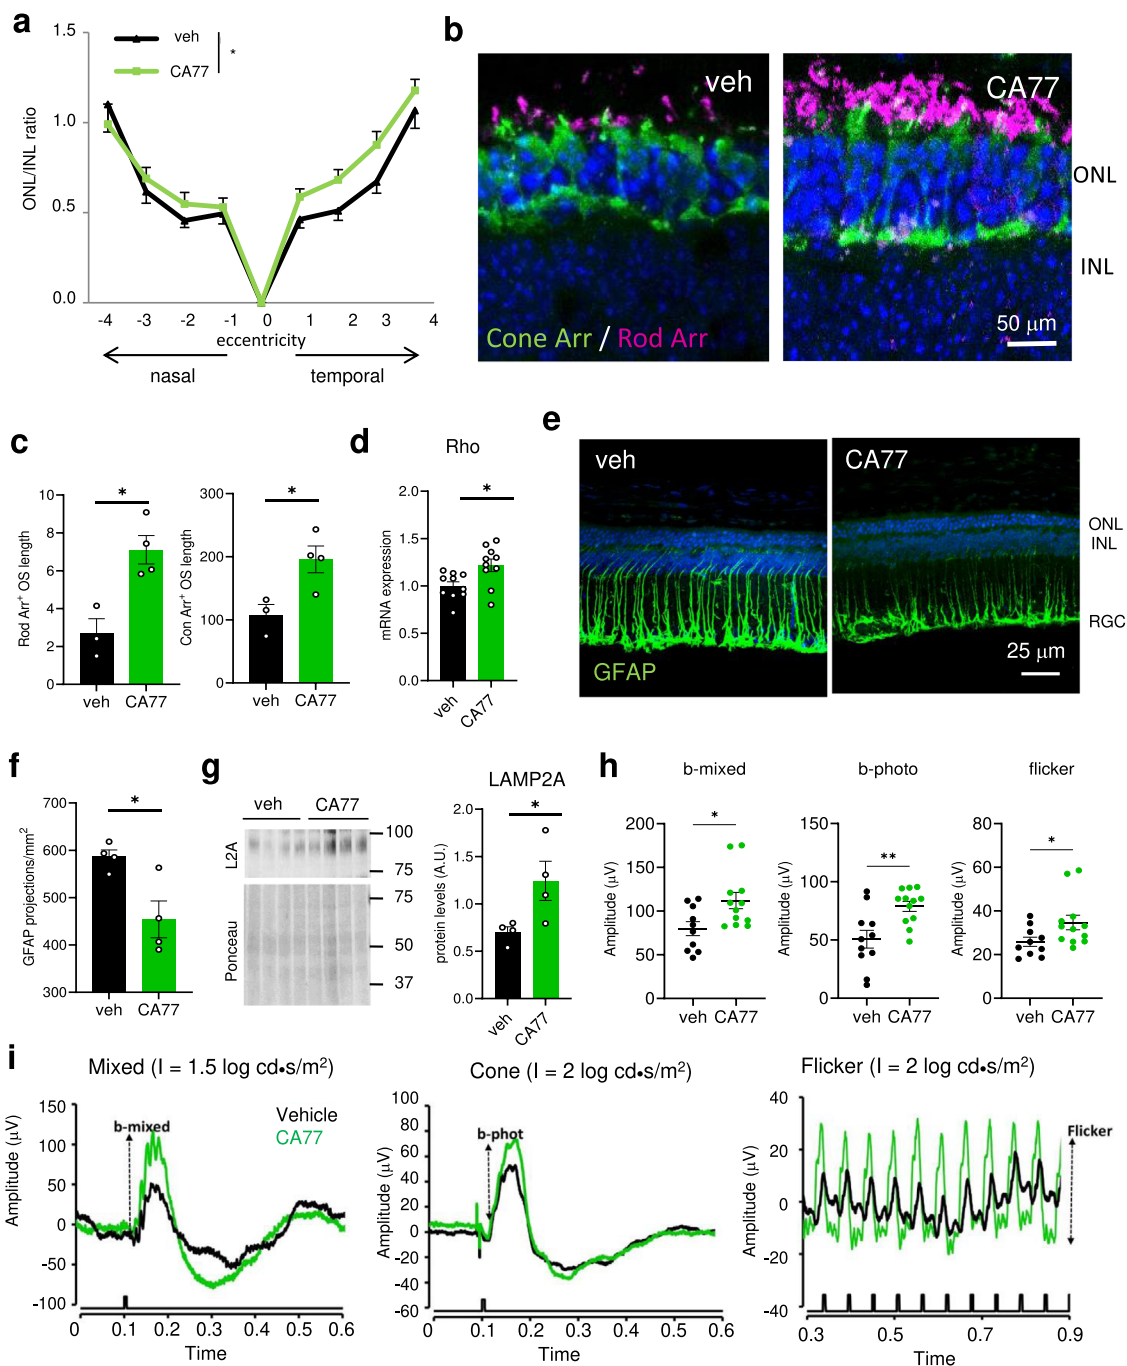 a
1.5
1.0
0.5
0.0
ONL/INL ratio
veh
CA77
*
-4 -3 -2 -1 0 1 2 3 4
eccentricity
nasal temporal
b
veh
CA77
ONL
INL
50 μm
Cone Arr / Rod Arr
c
10
8
6
4
2
0
Rod Arr+ OS length
*
veh CA77
300
200
100
0
Con Arr+ OS length
*
veh CA77
d
Rho
2.0
1.5
1.0
0.5
0.0
mRNA expression
*
veh
CA77
e
veh
CA77
ONL
INL
RGC
25 μm
GFAP
f
700
600
500
400
300
GFAP projections/mm2
*
veh CA77
g
veh CA77
L2A
100
75
Ponceau
75
50
37
LAMP2A
2.0
1.5
1.0
0.5
0.0
protein levels (A.U.)
*
veh
CA77
h
b-mixed
200
150
100
50
0
Amplitude (μV)
*
veh CA77
b-photo
150
100
50
0
Amplitude (μV)
**
veh CA77
flicker
80
60
40
20
0
Amplitude (μV)
*
veh CA77
i
Mixed (I = 1.5 log cd•s/m2)
150
100
50
0
-50
-100
Amplitude (μV)
b-mixed
Vehicle
CA77
0 0.1 0.2 0.3 0.4 0.5 0.6
Time
Cone (I = 2 log cd•s/m2)
100
80
60
40
20
0
-20
-40
-60
Amplitude (μV)
b-phot
0 0.1 0.2 0.3 0.4 0.5 0.6
Time
Flicker (I = 2 log cd•s/m2)
40
20
0
-20
-40
Amplitude (μV)
Flicker
0.3 0.5 0.7 0.9
Time